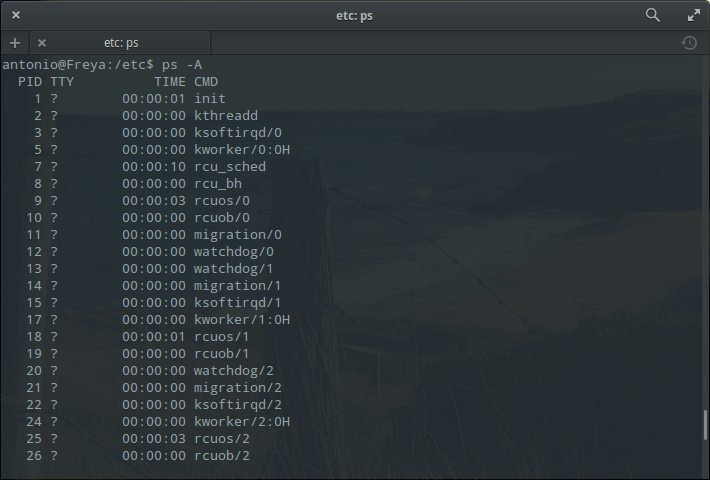 etc: ps
etc: ps
antonio@Freya:/etc$ ps -A
  PID TTY          TIME CMD
    1 ?        00:00:01 init
    2 ?        00:00:00 kthreadd
    3 ?        00:00:00 ksoftirqd/0
    5 ?        00:00:00 kworker/0:0H
    7 ?        00:00:10 rcu_sched
    8 ?        00:00:00 rcu_bh
    9 ?        00:00:03 rcuos/0
   10 ?        00:00:00 rcuob/0
   11 ?        00:00:00 migration/0
   12 ?        00:00:00 watchdog/0
   13 ?        00:00:00 watchdog/1
   14 ?        00:00:00 migration/1
   15 ?        00:00:00 ksoftirqd/1
   17 ?        00:00:00 kworker/1:0H
   18 ?        00:00:01 rcuos/1
   19 ?        00:00:00 rcuob/1
   20 ?        00:00:00 watchdog/2
   21 ?        00:00:00 migration/2
   22 ?        00:00:00 ksoftirqd/2
   24 ?        00:00:00 kworker/2:0H
   25 ?        00:00:03 rcuos/2
   26 ?        00:00:00 rcuob/2